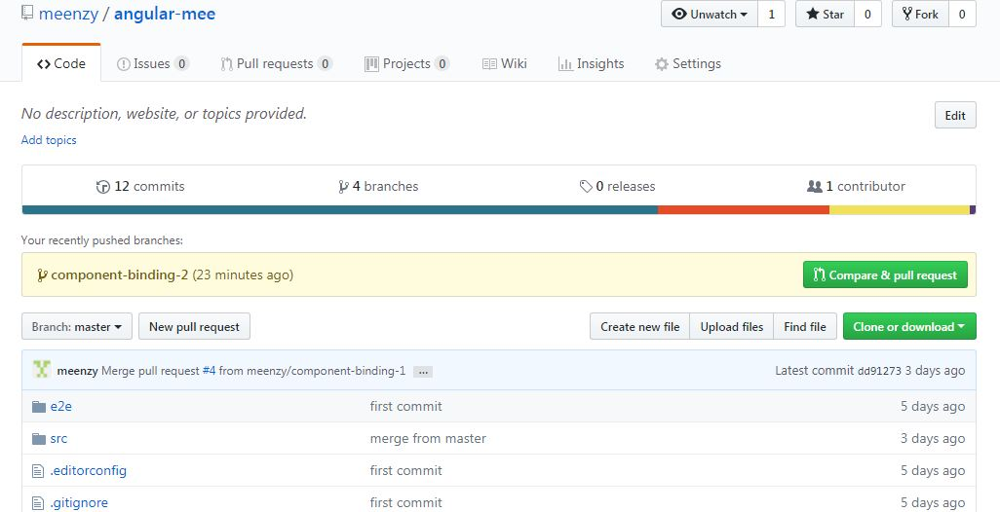 meenzy / angular-mee Unwatch 1 Star 0 Fork 0
Code Issues 0 Pull requests 0 Projects 0 Wiki Insights Settings
No description, website, or topics provided. Edit
Add topics
12 commits 4 branches 0 releases 1 contributor
Your recently pushed branches:
component-binding-2 (23 minutes ago) Compare & pull request
Branch: master New pull request Create new file Upload files Find file Clone or download
meenzy Merge pull request #4 from meenzy/component-binding-1 ... Latest commit dd91273 3 days ago
e2e first commit 5 days ago
src merge from master 3 days ago
.editorconfig first commit 5 days ago
.gitignore first commit 5 days ago